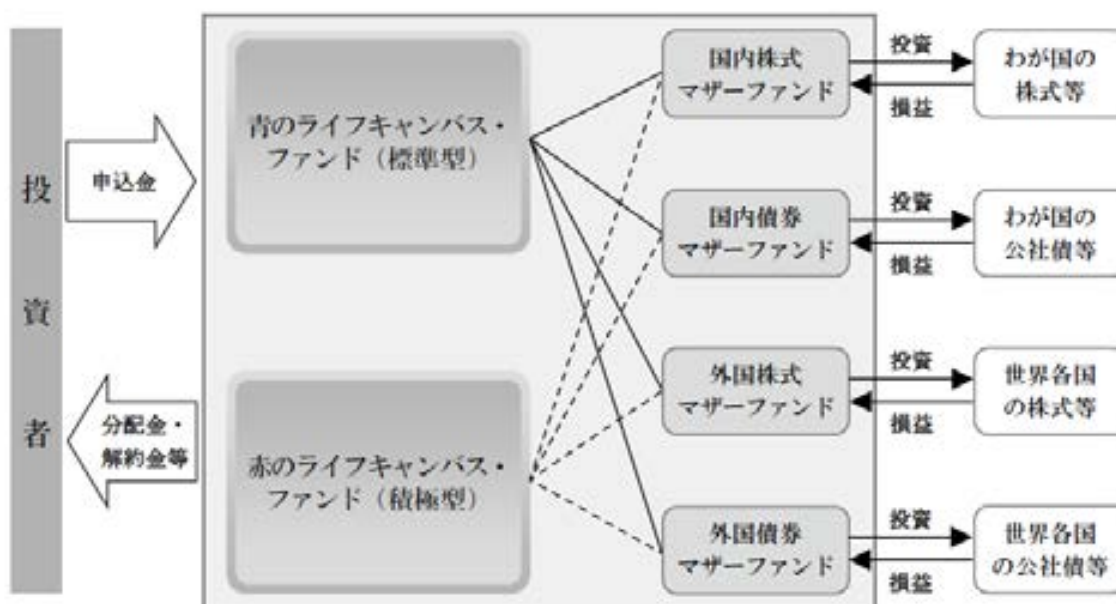 投資者
申込金
分配金・
解約金等
青のライフキャンバス・
ファンド（標準型）
赤のライフキャンバス・
ファンド（積極型）
国内株式
マザーファンド
投資
損益
わが国の
株式等
国内債券
マザーファンド
投資
損益
わが国の
公社債等
外国株式
マザーファンド
投資
損益
世界各国
の株式等
外国債券
マザーファンド
投資
損益
世界各国
の公社債等